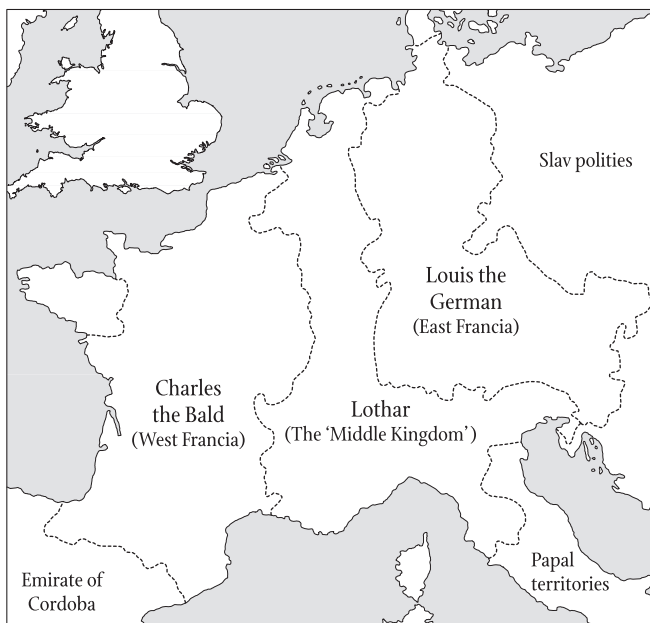 Slav polities
Louis the
German
(East Francia)
Charles
the Bald
(West Francia)
Lothar
(The ‘Middle Kingdom’)
Emirate of
Cordoba
Papal
territories